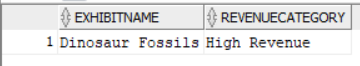 EXHIBITNAME REVENUECATEGORY
1 Dinosaur Fossils High Revenue